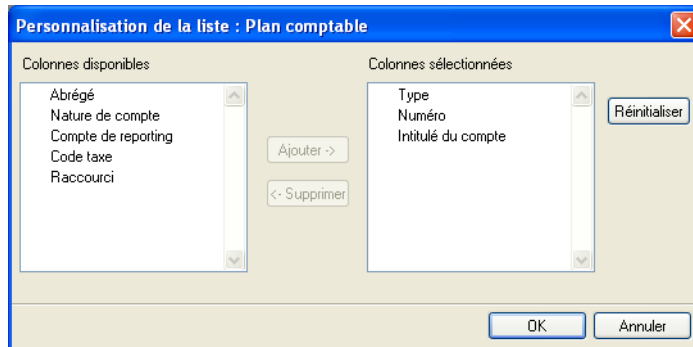 Personnalisation de la liste : Plan comptable
Colonnes disponibles
Abrégé
Nature de compte
Compte de reporting
Code taxe
Raccourci
Ajouter ->
<- Supprimer
Colonnes sélectionnées
Type
Numéro
Intitulé du compte
Réinitialiser
OK
Annuler